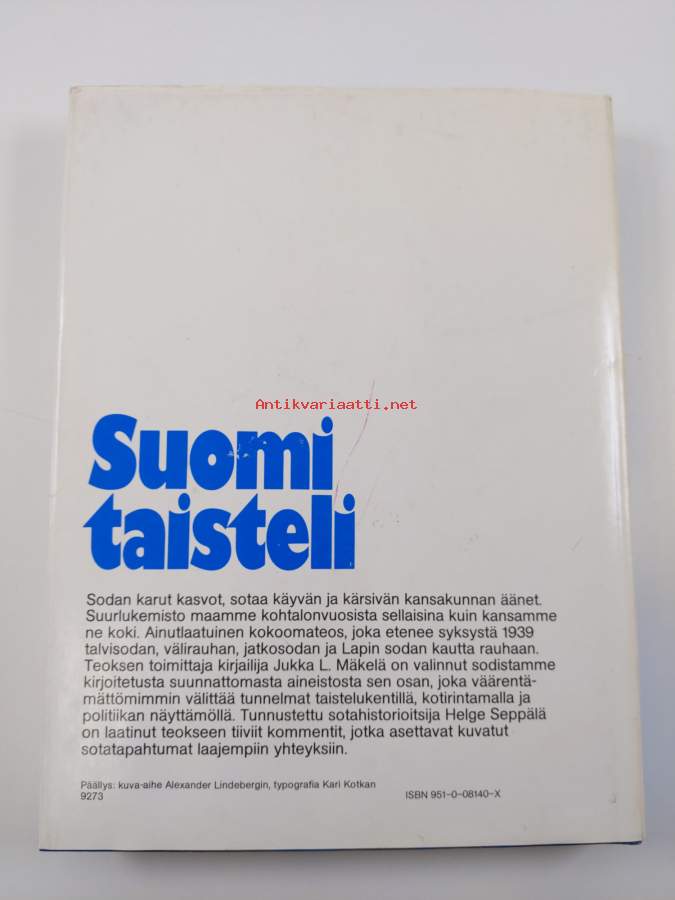 Antikvariaatti.net
Suomi
taisteli
Sodan karut kasvot, sotaa käyvän ja kärsivän kansakunnan äänet.
Suurlukemisto maamme kohtalonvuosista sellaisina kuin kansamme
ne koki. Ainutlaatuinen kokoomateos, joka etenee syksystä 1939
talvisodan, välirauhan, jatkosodan ja Lapin sodan kautta rauhaan.
Teoksen toimittaja kirjailija Jukka L. Mäkelä on valinnut sodistamme
kirjoitetusta suunnattomasta aineistosta sen osan, joka väärentä-
mättömimmin välittää tunnelmat taistelukentillä, kotirintamalla ja
politiikan näyttämöllä. Tunnustettu sotahistorioitsija Helge Seppälä
on laatinut teokseen tiiviit kommentit, jotka asettavat kuvatut
sotatapahtumat laajempiin yhteyksiin.
Päällys: kuva-aihe Alexander Lindebergin, typografia Kari Kotkan
9273 ISBN 951-0-08140-X